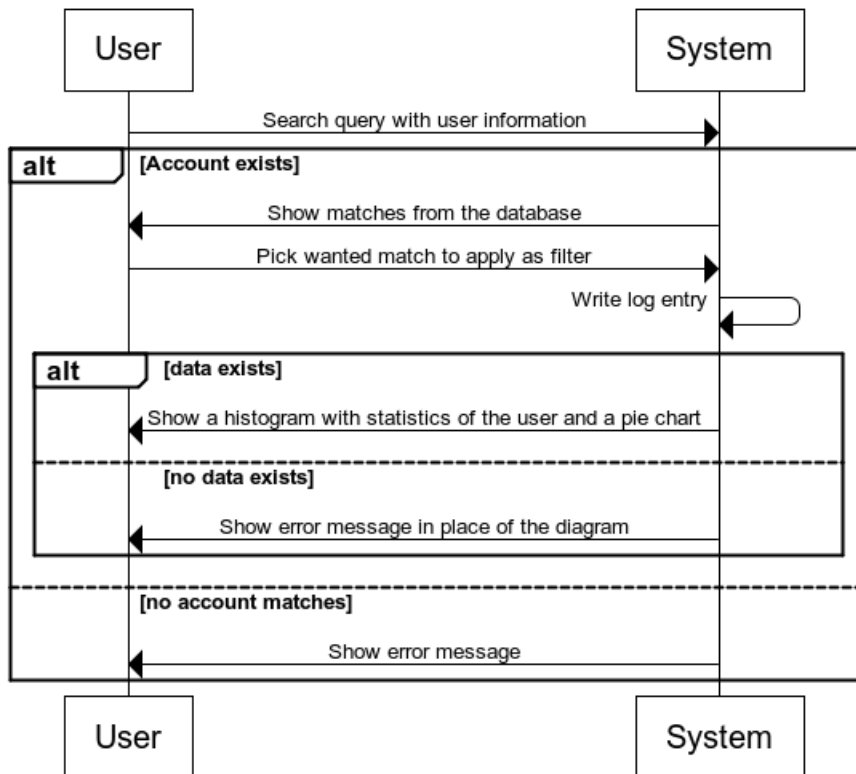 User
System
Search query with user information
alt
[Account exists]
Show matches from the database
Pick wanted match to apply as filter
Write log entry
alt
[data exists]
Show a histogram with statistics of the user and a pie chart
[no data exists]
Show error message in place of the diagram
[no account matches]
Show error message
User
System